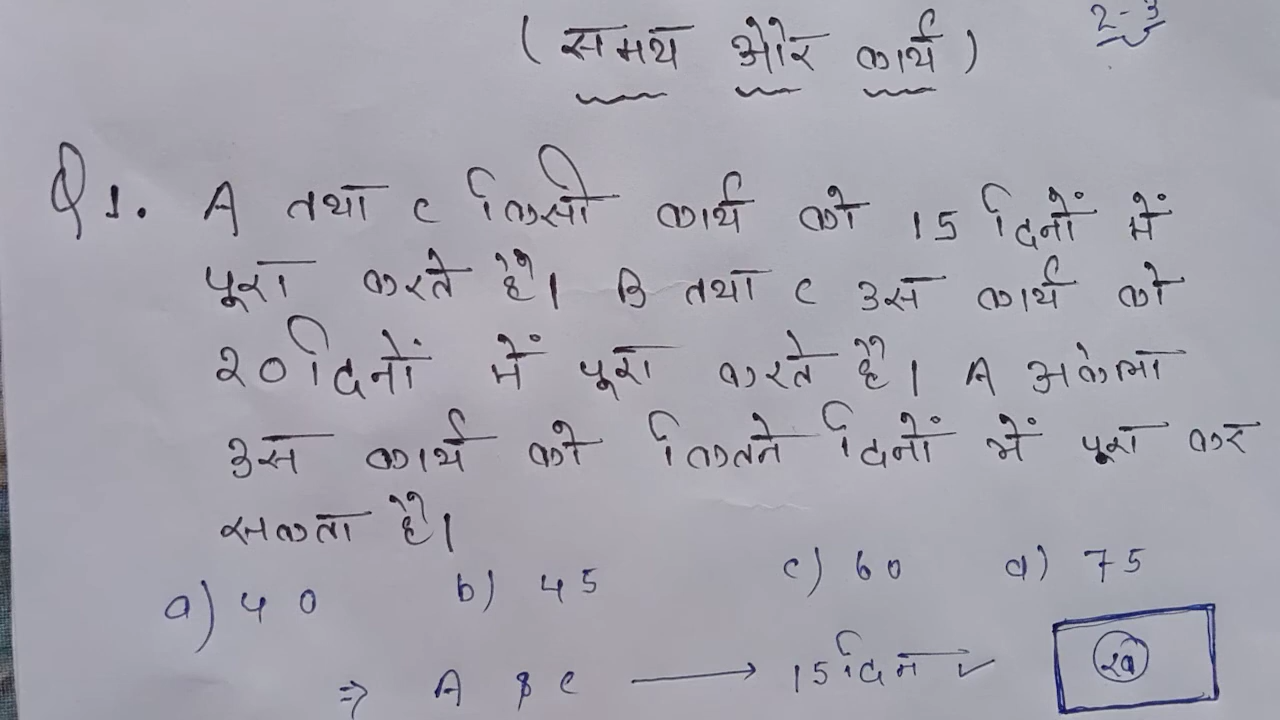 (समय और कार्य)
2-3
Q1. A तथा C किसी कार्य को 15 दिनों में
पूरा करते है। B तथा C उस कार्य को
20 दिनों में पूरा करते है। A अकेला
उस कार्य को कितने दिनों में पूरा कर
सकता है।
a) 40 b) 45 c) 60 d) 75
⇒ A & C ⟶ 15 दिन ✓